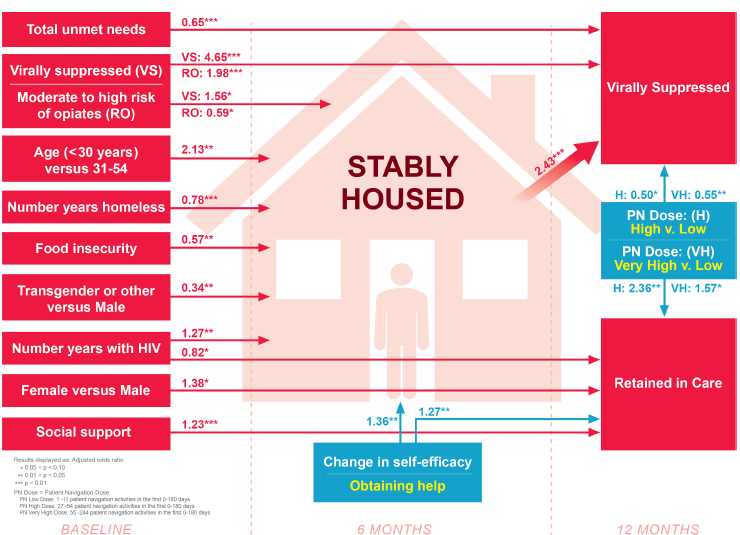 Total unmet needs
0.65***
Virally suppressed (VS)
VS: 4.65***
RO: 1.98***
Moderate to high risk
of opiates (RO)
VS: 1.56*
RO: 0.59*
Age (<30 years)
versus 31-54
2.13**
Number years homeless
0.78***
Food insecurity
0.57**
Transgender or other
versus Male
0.34**
Number years with HIV
1.27**
0.82*
Female versus Male
1.38*
Social support
1.23***
STABLY
HOUSED
2.43***
Virally Suppressed
H: 0.50*
VH: 0.55**
PN Dose: (H)
High v. Low
PN Dose: (VH)
Very High v. Low
H: 2.36**
VH: 1.57*
Retained in Care
1.36**
1.27**
Change in self-efficacy
Obtaining help
Results displayed as: Adjusted odds ratio
* 0.05 < p < 0.10
** 0.01 < p < 0.05
*** p < 0.01
PN Dose = Patient Navigation Dose
PN Low Dose: 1 -11 patient navigation activities in the first 0-180 days
PN High Dose: 27 -54 patient navigation activities in the first 0-180 days
PN Very High Dose: 55 -244 patient navigation activities in the first 0-180 days
BASELINE
6 MONTHS
12 MONTHS